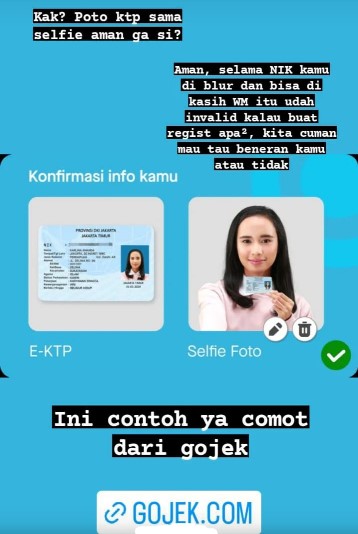 Kak? Poto ktp sama
selfie aman ga si?
Aman, selama NIK kamu
di blur dan bisa di
kasih WM itu udah
invalid kalau buat
regist apa², kita cuman
mau tau beneran kamu
atau tidak
Konfirmasi info kamu
PROVINSI DKI JAKARTA
JAKARTA TIMUR
NIK
E-KTP
Selfie Foto
Ini contoh ya comot
dari gojek
GOJEK.COM